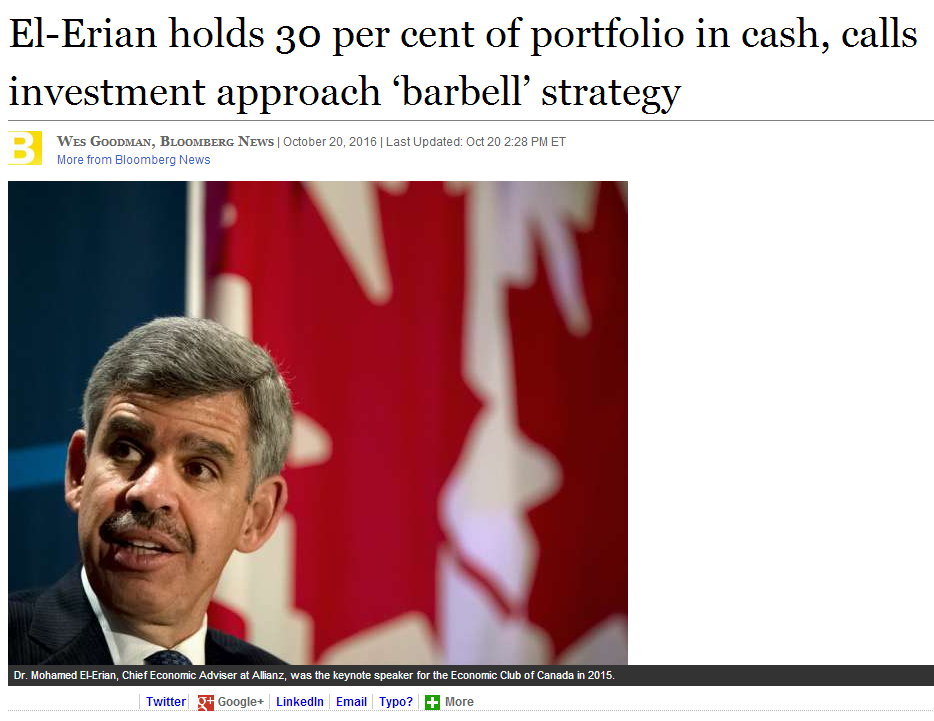 El-Erian holds 30 per cent of portfolio in cash, calls
investment approach ‘barbell’ strategy
B WES GOODMAN, BLOOMBERG NEWS | October 20, 2016 | Last Updated: Oct 20 2:28 PM ET
More from Bloomberg News
Dr. Mohamed El-Erian, Chief Economic Adviser at Allianz, was the keynote speaker for the Economic Club of Canada in 2015.
Twitter g+ Google+ LinkedIn Email Typo? More